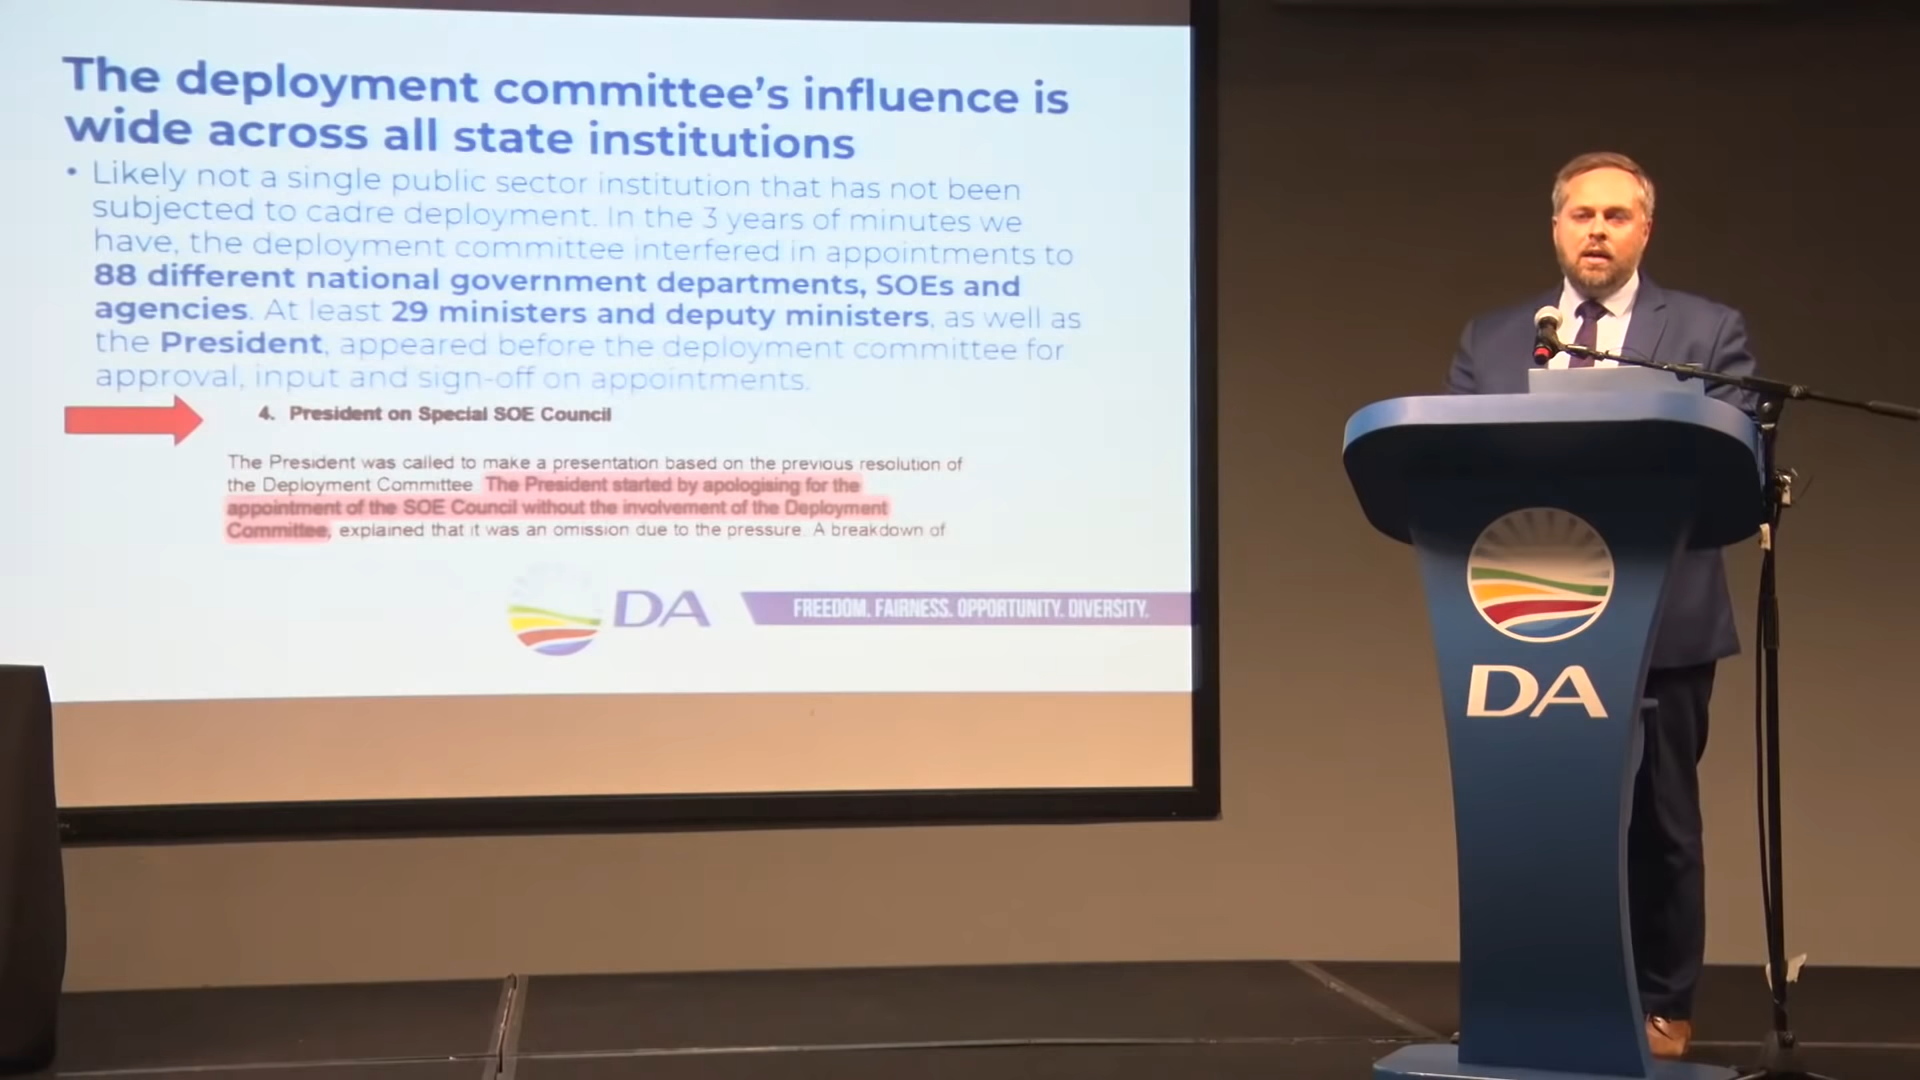 The deployment committee's influence is
wide across all state institutions
• Likely not a single public sector institution that has not been
subjected to cadre deployment. In the 3 years of minutes we
have, the deployment committee interfered in appointments to
88 different national government departments, SOEs and
agencies. At least 29 ministers and deputy ministers, as well as
the President, appeared before the deployment committee for
approval, input and sign-off on appointments.
4. President on Special SOE Council
The President was called to make a presentation based on the previous resolution of
the Deployment Committee. The President started by apologising for the
appointment of the SOE Council without the involvement of the Deployment
Committee, explained that it was an omission due to the pressure. A breakdown of
DA
FREEDOM. FAIRNESS. OPPORTUNITY. DIVERSITY.
DA